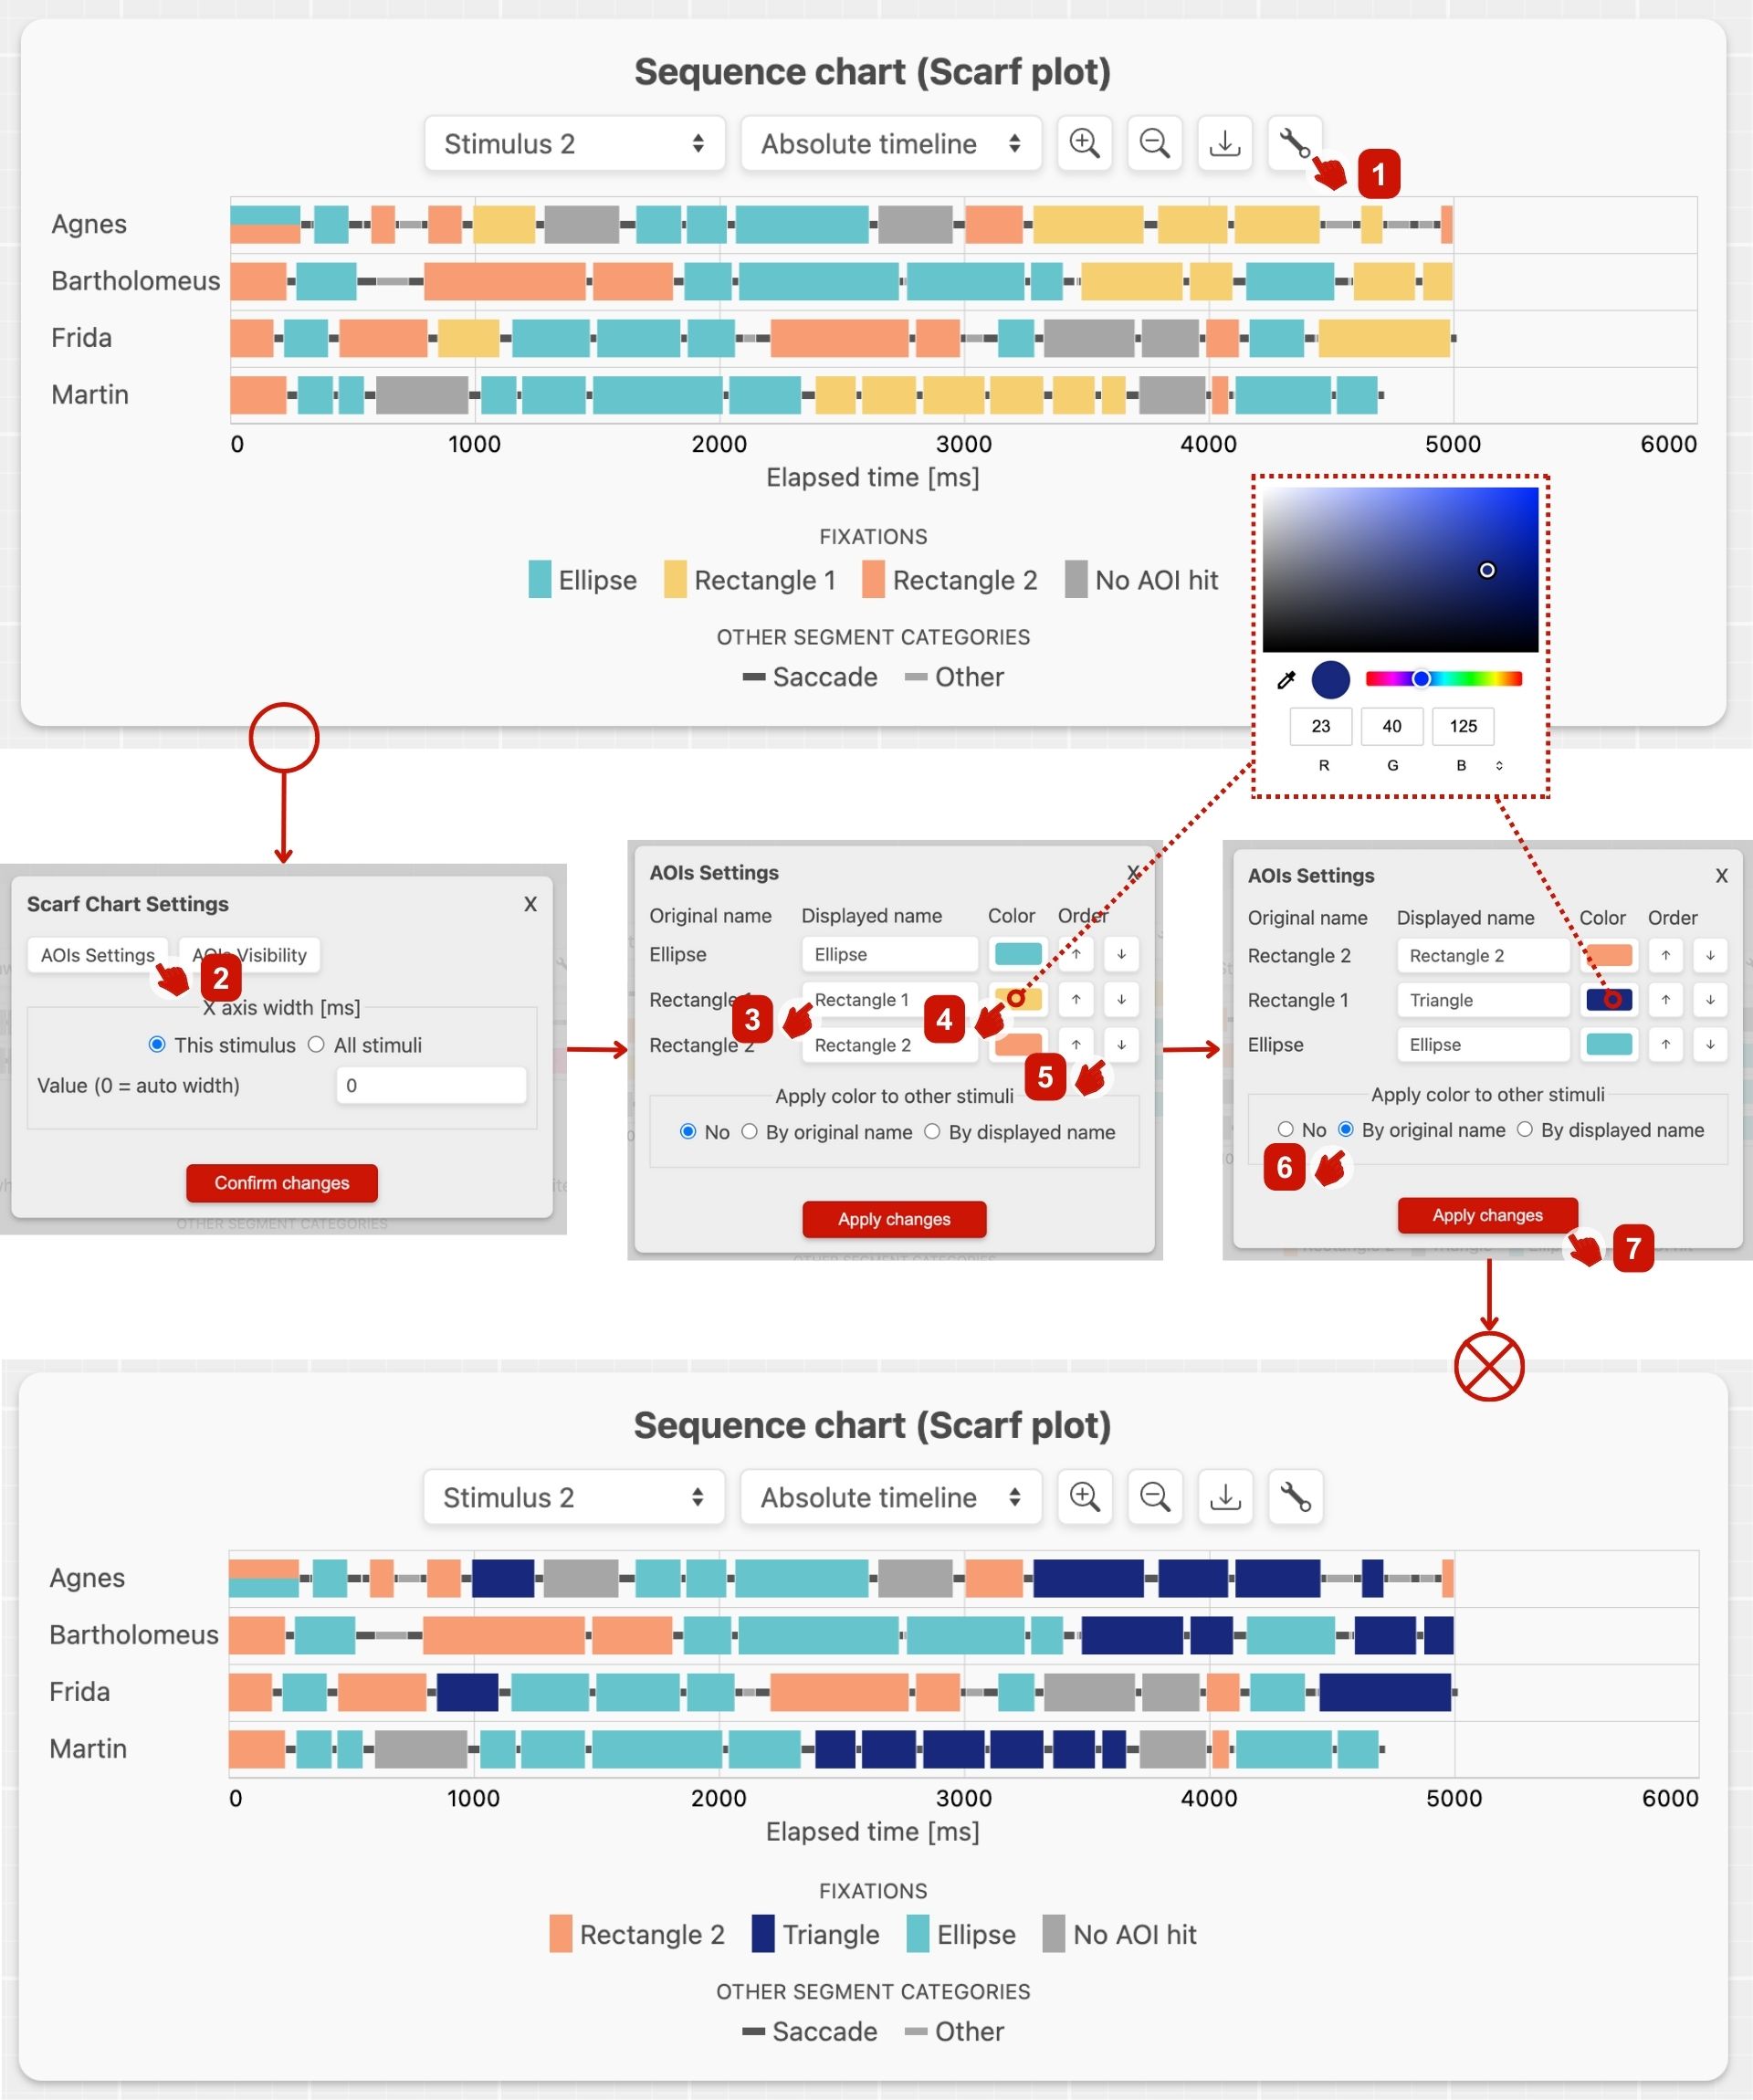 Sequence chart (Scarf plot)
Stimulus 2 Absolute timeline
1
Agnes
Bartholomeus
Frida
Martin
0 1000 2000 3000 4000 5000 6000
Elapsed time [ms]
FIXATIONS
Ellipse Rectangle 1 Rectangle 2 No AOI hit
OTHER SEGMENT CATEGORIES
Saccade Other
23 40 125
R G B
Scarf Chart Settings X
AOIs Settings AOIs Visibility
2
X axis width [ms]
This stimulus All stimuli
Value (0 = auto width) 0
Confirm changes
OTHER SEGMENT CATEGORIES
AOIs Settings X
Original name Displayed name Color Order
Ellipse Ellipse ↑ ↓
Rectangle 1 Rectangle 1 ↑ ↓
3 4
Rectangle 2 Rectangle 2 ↑ ↓
5
Apply color to other stimuli
No By original name By displayed name
Apply changes
AOIs Settings X
Original name Displayed name Color Order
Rectangle 2 Rectangle 2 ↑ ↓
Rectangle 1 Triangle ↑ ↓
Ellipse Ellipse ↑ ↓
Apply color to other stimuli
No By original name By displayed name
6
Apply changes
7
Sequence chart (Scarf plot)
Stimulus 2 Absolute timeline
Agnes
Bartholomeus
Frida
Martin
0 1000 2000 3000 4000 5000 6000
Elapsed time [ms]
FIXATIONS
Rectangle 2 Triangle Ellipse No AOI hit
OTHER SEGMENT CATEGORIES
Saccade Other